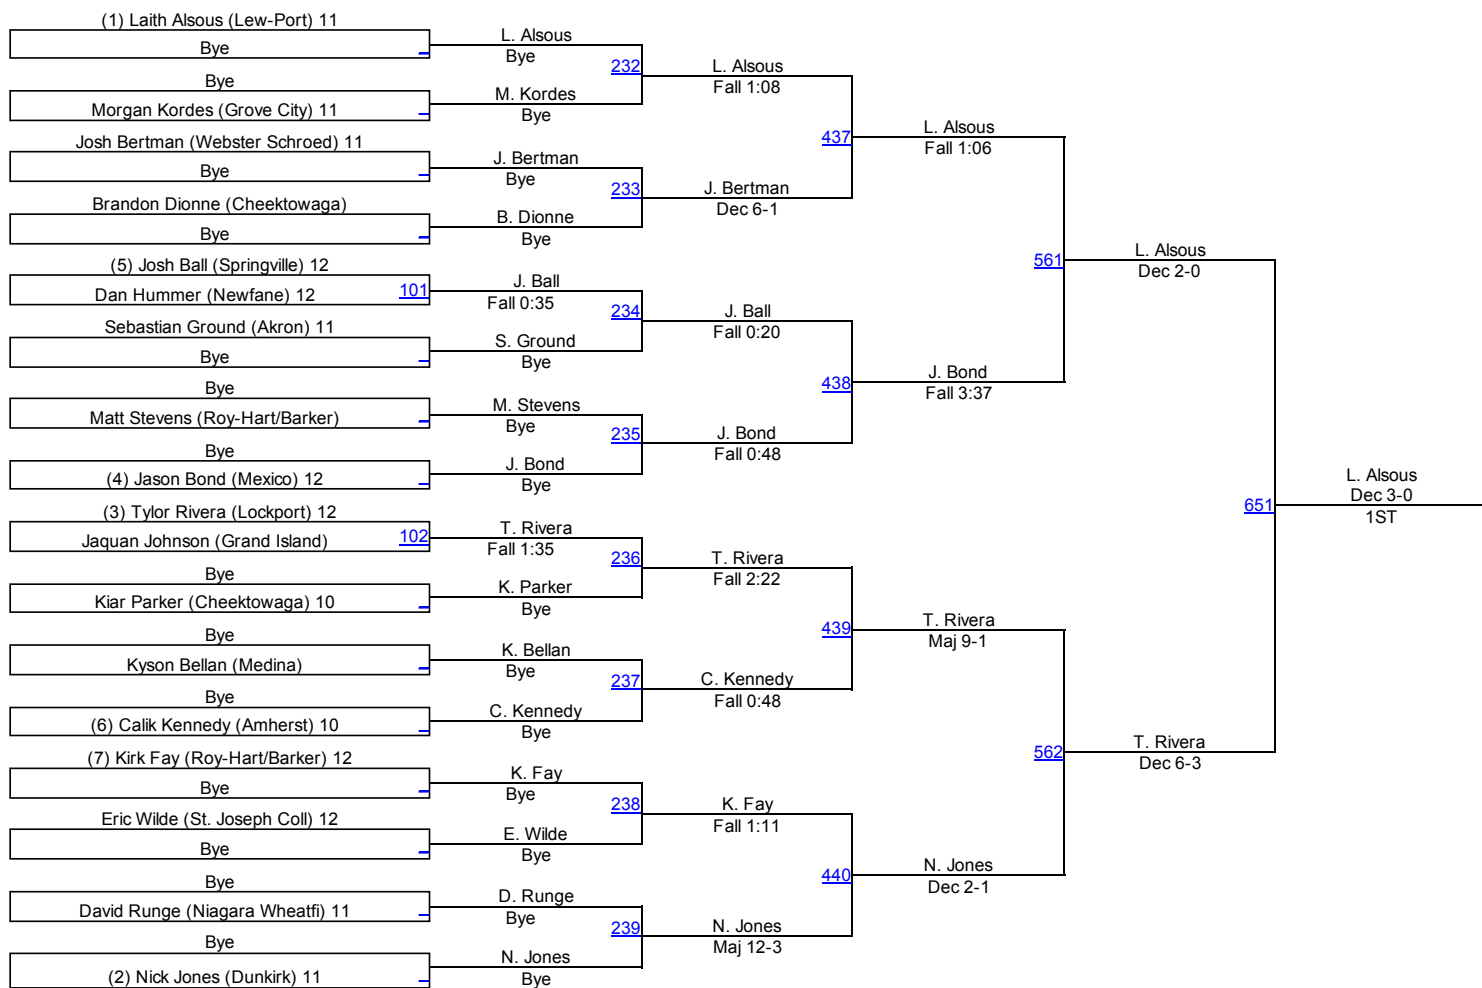 (1) Laith Alsous (Lew-Port) 11
Bye
Bye
Morgan Kordes (Grove City) 11
Josh Bertman (Webster Schroed) 11
Bye
Brandon Dionne (Cheektowaga)
Bye
(5) Josh Ball (Springville) 12
Dan Hummer (Newfane) 12
101
Sebastian Ground (Akron) 11
Bye
Bye
Matt Stevens (Roy-Hart/Barker)
Bye
(4) Jason Bond (Mexico) 12
(3) Tylor Rivera (Lockport) 12
Jaquan Johnson (Grand Island)
102
Bye
Kiar Parker (Cheektowaga) 10
Bye
Kyson Bellan (Medina)
Bye
(6) Calik Kennedy (Amherst) 10
(7) Kirk Fay (Roy-Hart/Barker) 12
Bye
Eric Wilde (St. Joseph Coll) 12
Bye
Bye
David Runge (Niagara Wheatfi) 11
Bye
(2) Nick Jones (Dunkirk) 11
L. Alsous
Bye
232
M. Kordes
Bye
J. Bertman
Bye
233
B. Dionne
Bye
J. Ball
Fall 0:35
234
S. Ground
Bye
M. Stevens
Bye
235
J. Bond
Bye
T. Rivera
Fall 1:35
236
K. Parker
Bye
K. Bellan
Bye
237
C. Kennedy
Bye
K. Fay
Bye
238
E. Wilde
Bye
D. Runge
Bye
239
N. Jones
Bye
L. Alsous
Fall 1:08
437
J. Bertman
Dec 6-1
J. Ball
Fall 0:20
438
J. Bond
Fall 0:48
T. Rivera
Fall 2:22
439
C. Kennedy
Fall 0:48
K. Fay
Fall 1:11
440
N. Jones
Maj 12-3
L. Alsous
Fall 1:06
561
J. Bond
Fall 3:37
T. Rivera
Maj 9-1
562
N. Jones
Dec 2-1
L. Alsous
Dec 2-0
651
T. Rivera
Dec 6-3
L. Alsous
Dec 3-0
1ST